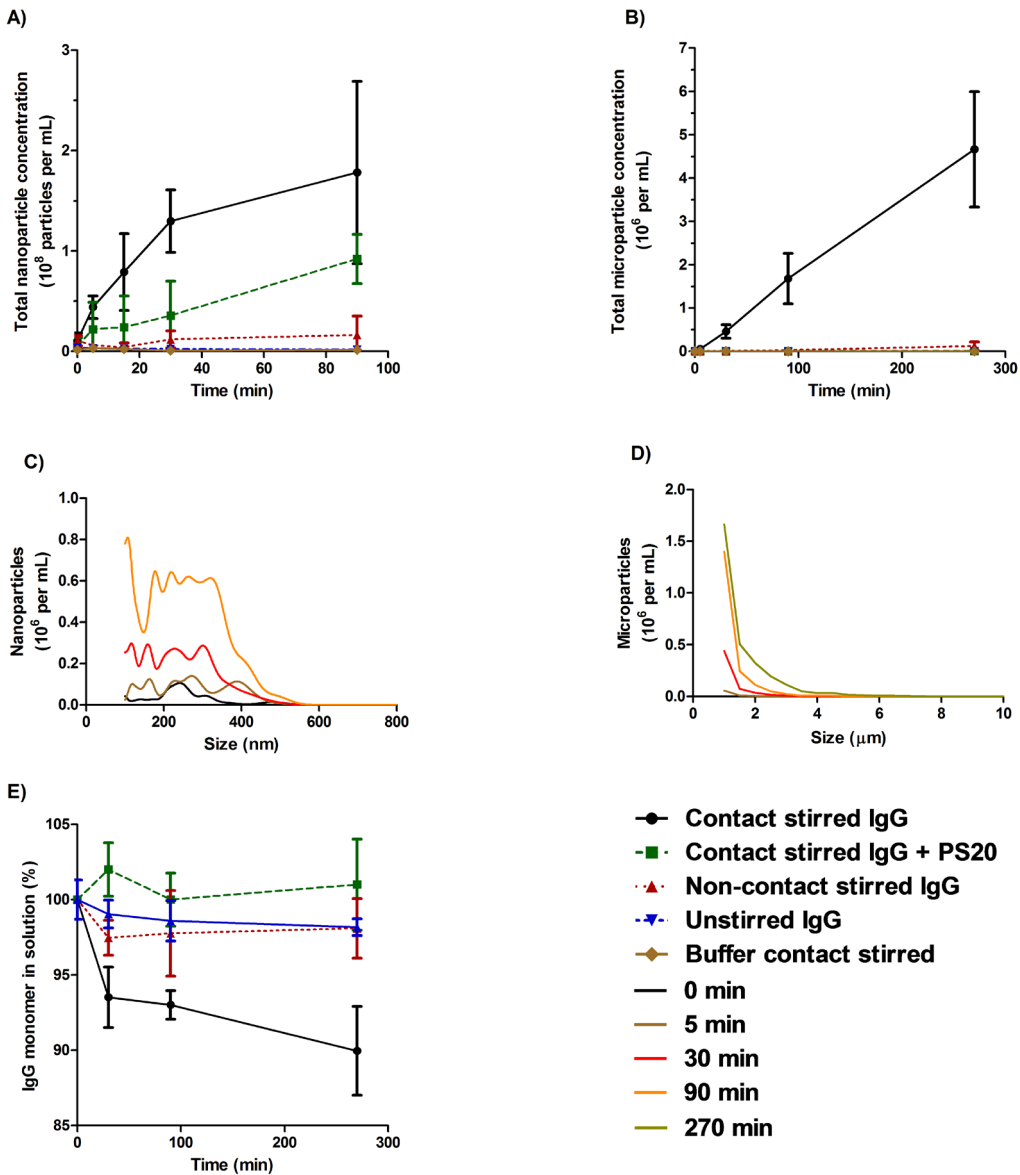 A)
Total nanoparticle concentration
(10⁸ particles per mL)
3
2
1
0
0 20 40 60 80 100
Time (min)
B)
Total microparticle concentration
(10⁶ per mL)
7
6
5
4
3
2
1
0
0 100 200 300
Time (min)
C)
Nanoparticles
(10⁶ per mL)
1.0
0.8
0.6
0.4
0.2
0.0
0 200 400 600 800
Size (nm)
D)
Microparticles
(10⁶ per mL)
2.0
1.5
1.0
0.5
0.0
0 2 4 6 8 10
Size (μm)
E)
IgG monomer in solution (%)
105
100
95
90
85
0 100 200 300
Time (min)
Contact stirred IgG
Contact stirred IgG + PS20
Non-contact stirred IgG
Unstirred IgG
Buffer contact stirred
0 min
5 min
30 min
90 min
270 min